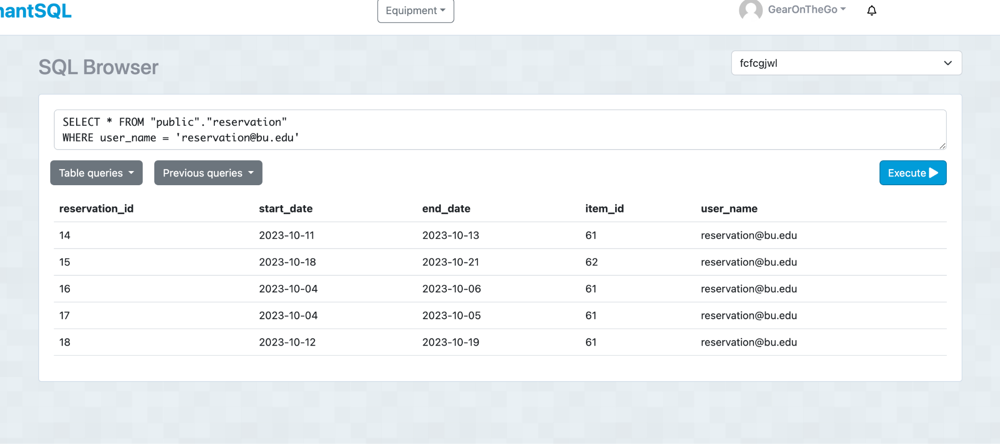 nantSQL
Equipment
GearOnTheGo
SQL Browser
fcfcgjwl
SELECT * FROM "public"."reservation"
WHERE user_name = 'reservation@bu.edu'
Table queries
Previous queries
Execute
reservation_id start_date end_date item_id user_name
14 2023-10-11 2023-10-13 61 reservation@bu.edu
15 2023-10-18 2023-10-21 62 reservation@bu.edu
16 2023-10-04 2023-10-06 61 reservation@bu.edu
17 2023-10-04 2023-10-05 61 reservation@bu.edu
18 2023-10-12 2023-10-19 61 reservation@bu.edu